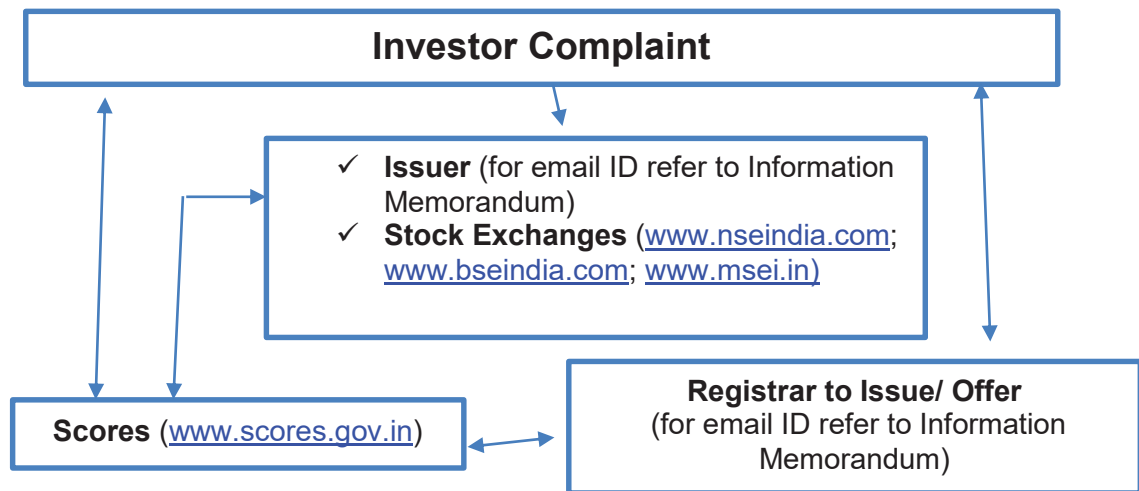 Investor Complaint
✓ Issuer (for email ID refer to Information
Memorandum)
✓ Stock Exchanges (www.nseindia.com;
www.bseindia.com; www.msei.in)
Registrar to Issue/ Offer
(for email ID refer to Information
Memorandum)
Scores (www.scores.gov.in)